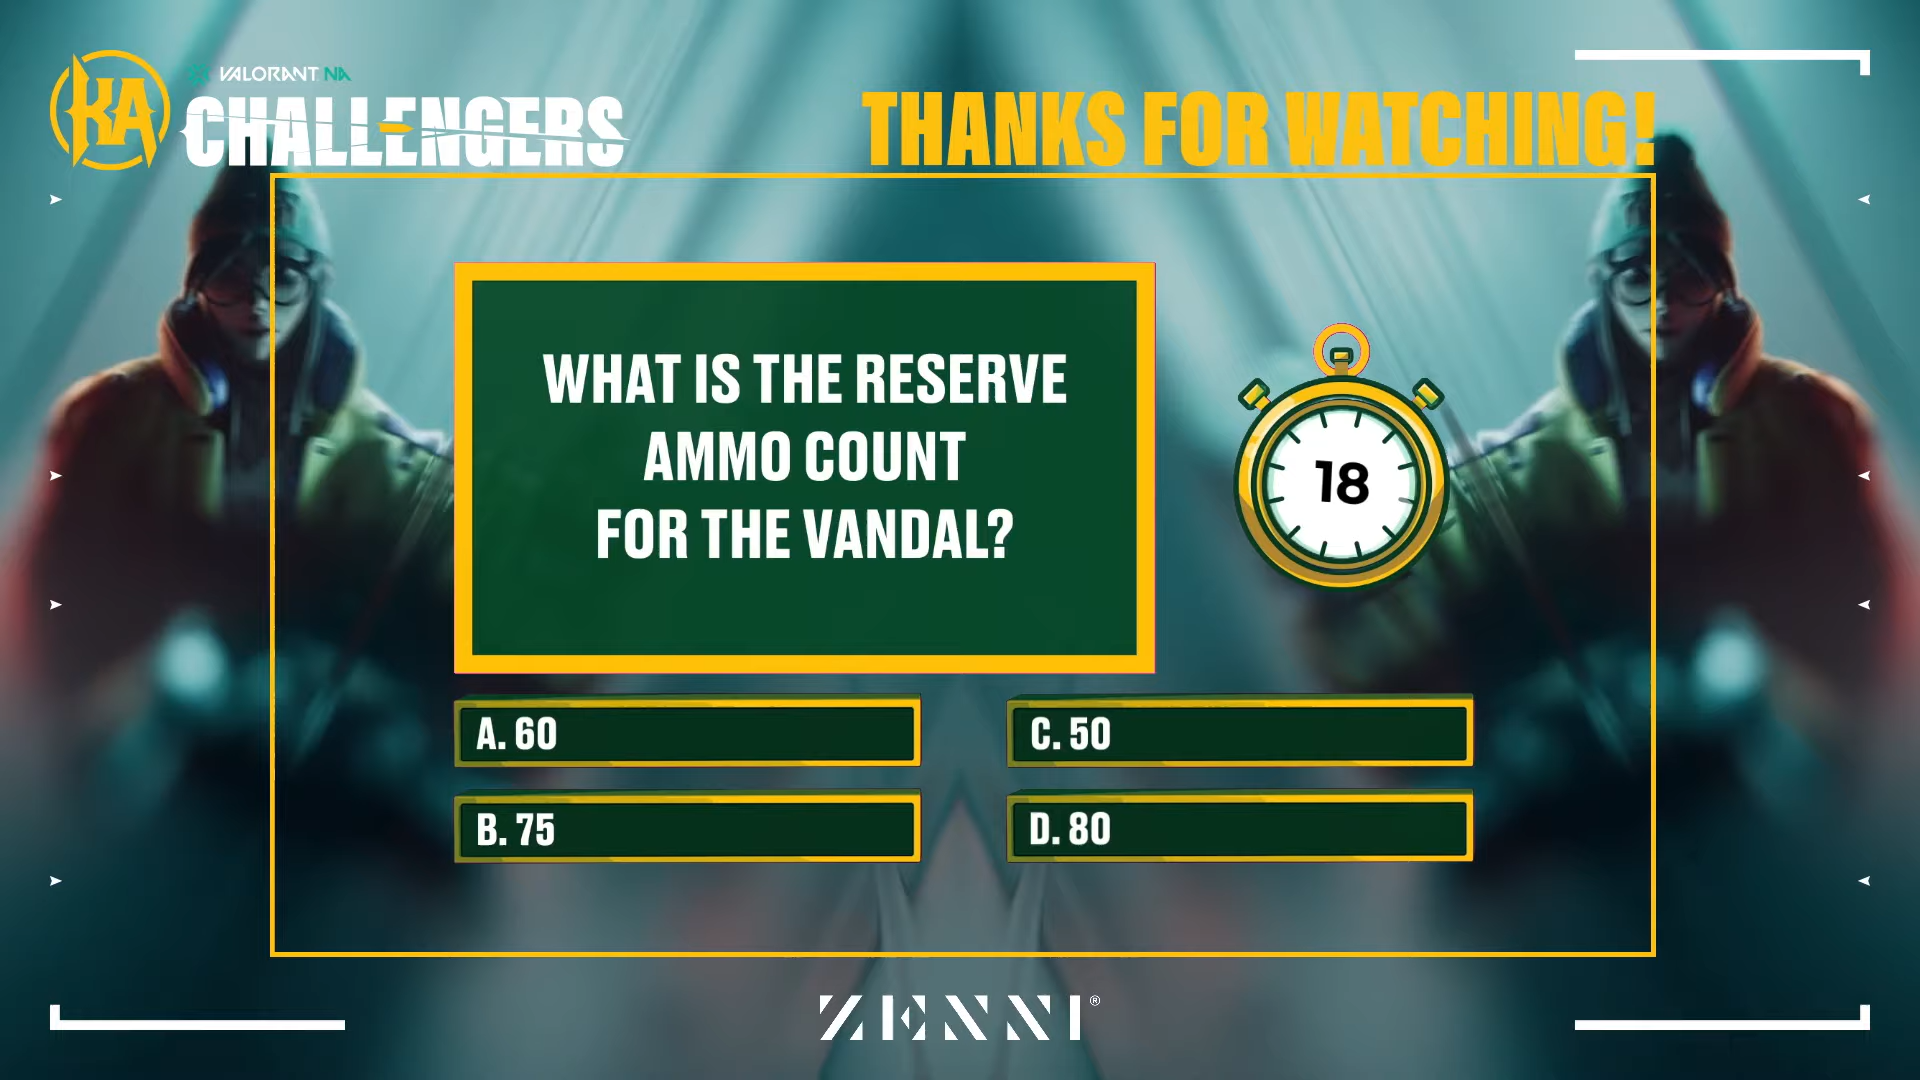 KA
VALORANT NA
CHALLENGERS
THANKS FOR WATCHING!
WHAT IS THE RESERVE
AMMO COUNT
FOR THE VANDAL?
18
A. 60
C. 50
B. 75
D. 80
ZENNI®